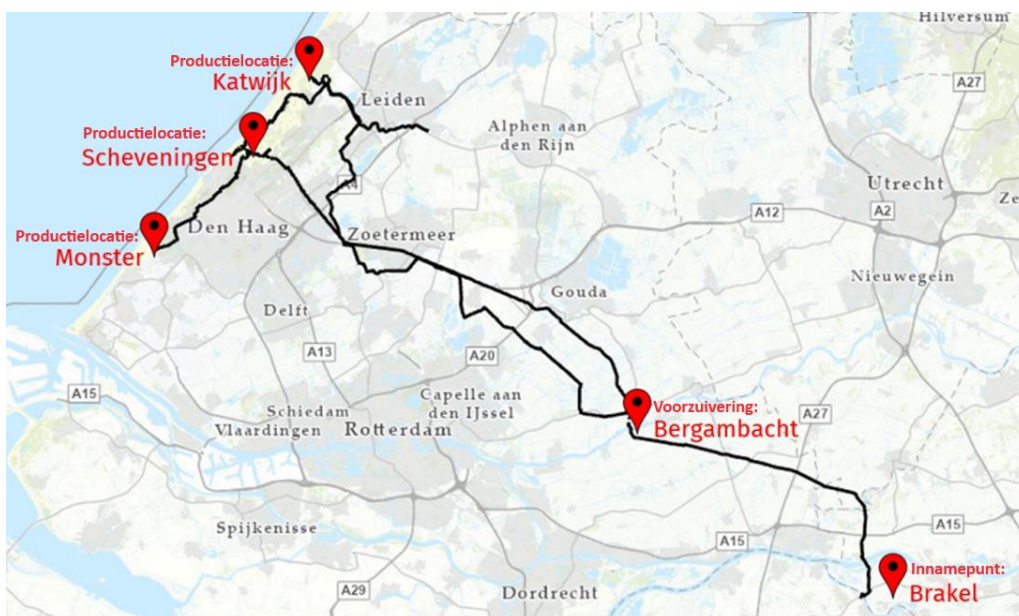 Hilversum
Productielocatie:
Katwijk
A27
Leiden
Productielocatie:
Scheveningen
Alphen aan
den Rijn
A4
Utrecht
Ze
A12
A2
Productielocatie:
Monster
Den Haag
Zoetermeer
Nieuwegein
Gouda
Delft
A13
A20
A15
Capelle aan
den IJssel
Voorzuivering:
Bergambacht
A27
Schiedam
Vlaardingen
Rotterdam
Spijkenisse
A15
A15
Innamepunt:
Brakel
A29
Dordrecht